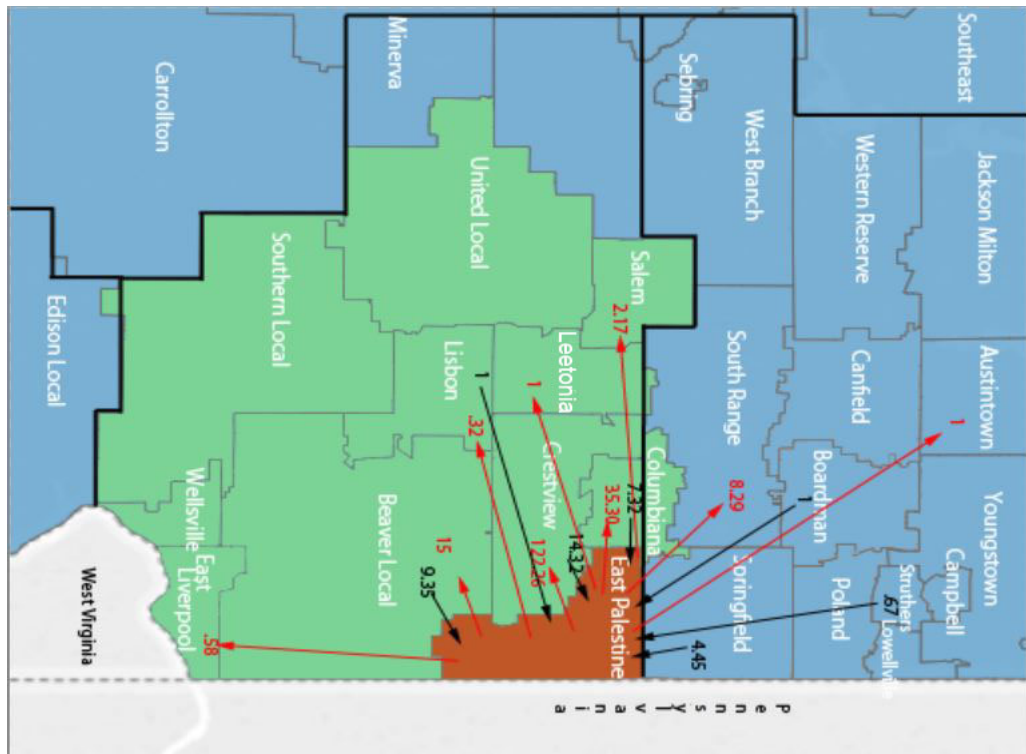 Southeast
Jackson Milton
Austintown
Youngstown
1
Campbell
Western Reserve
Canfield
Struthers
.67
Lowellville
Boardman
1
Poland
West Branch
South Range
8.29
Springfield
4.45
Sebring
Salem
2.17
Columbiana
7.32
35.30
East Palestine
Leetonia
1
Crestview
14.32
122.26
Minerva
United Local
Lisbon
1
.32
15
9.35
Beaver Local
Southern Local
Carrollton
Wellsville
East
Liverpool
.58
Edison Local
West Virginia
Pennsylvania